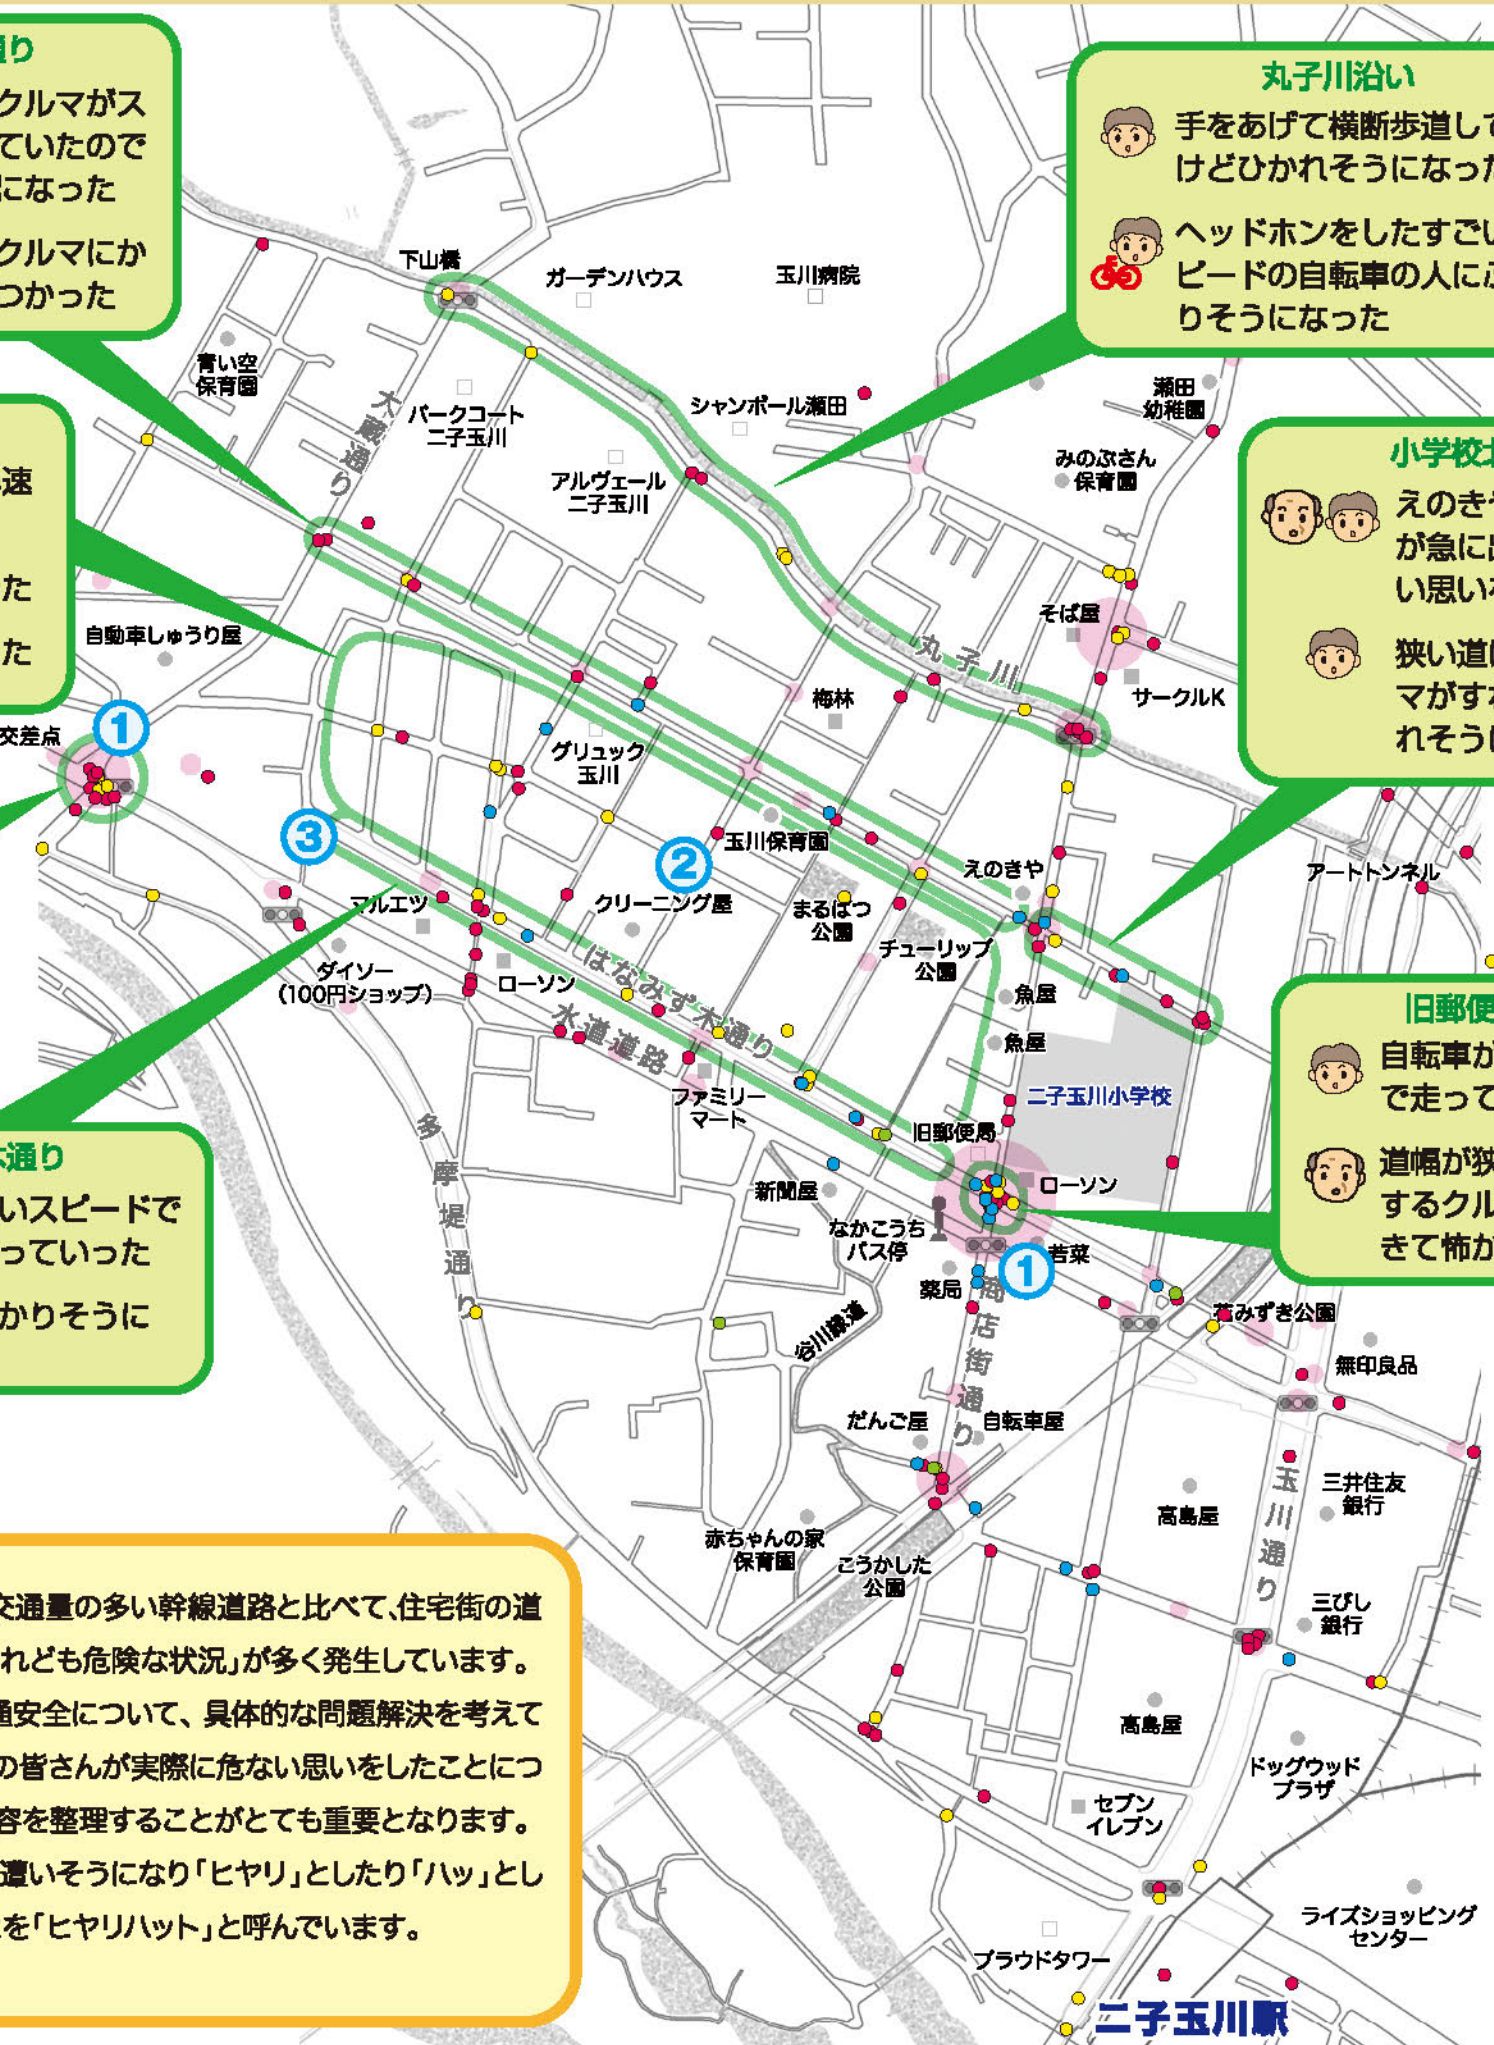 通り
クルマがス
ていたので
になった
クルマにか
つかった
丸子川沿い
手をあげて横断歩道して
けどひかれそうになった
ヘッドホンをしたすごい
ピードの自転車の人にぶ
りそうになった
下山橋
ガーデンハウス
玉川病院
青い空
保育園
大蔵通り
パークコート
二子玉川
シャンボール瀬田
瀬田
幼稚園
アルヴェール
二子玉川
みのぶさん
保育園
速
た
た
小学校北
えのきや
が急に出
い思いを
狭い道
マがすれ
れそうに
自動車しゅうり屋
そば屋
丸子川
サークルK
梅林
交差点
①
グリュック
玉川
③
玉川保育園
②
えのきや
アートトンネル
マルエツ
クリーニング屋
まるばつ
公園
チューリップ
公園
ダイソー
(100円ショップ)
ローソン
はなみず木通り
水道道路
魚屋
魚屋
旧郵便
自転車が
で走って
道幅が狭
するクル
きて怖か
ファミリー
マート
二子玉川小学校
多摩堤通り
旧郵便局
木通り
いスピードで
っていった
かりそうに
新聞屋
ローソン
なかこうち
バス停
若菜
①
薬局
商店街通り
花みずき公園
谷川緑道
無印良品
だんご屋
自転車屋
玉川通り
高島屋
三井住友
銀行
赤ちゃんの家
保育園
こうかした
公園
三びし
銀行
交通量の多い幹線道路と比べて、住宅街の道
れども危険な状況」が多く発生しています。
通安全について、具体的な問題解決を考えて
の皆さんが実際に危ない思いをしたことにつ
容を整理することがとても重要となります。
遭いそうになり「ヒヤリ」としたり「ハッ」とし
を「ヒヤリハット」と呼んでいます。
高島屋
ドッグウッド
プラザ
セブン
イレブン
ライズショッピング
センター
プラウドタワー
二子玉川駅